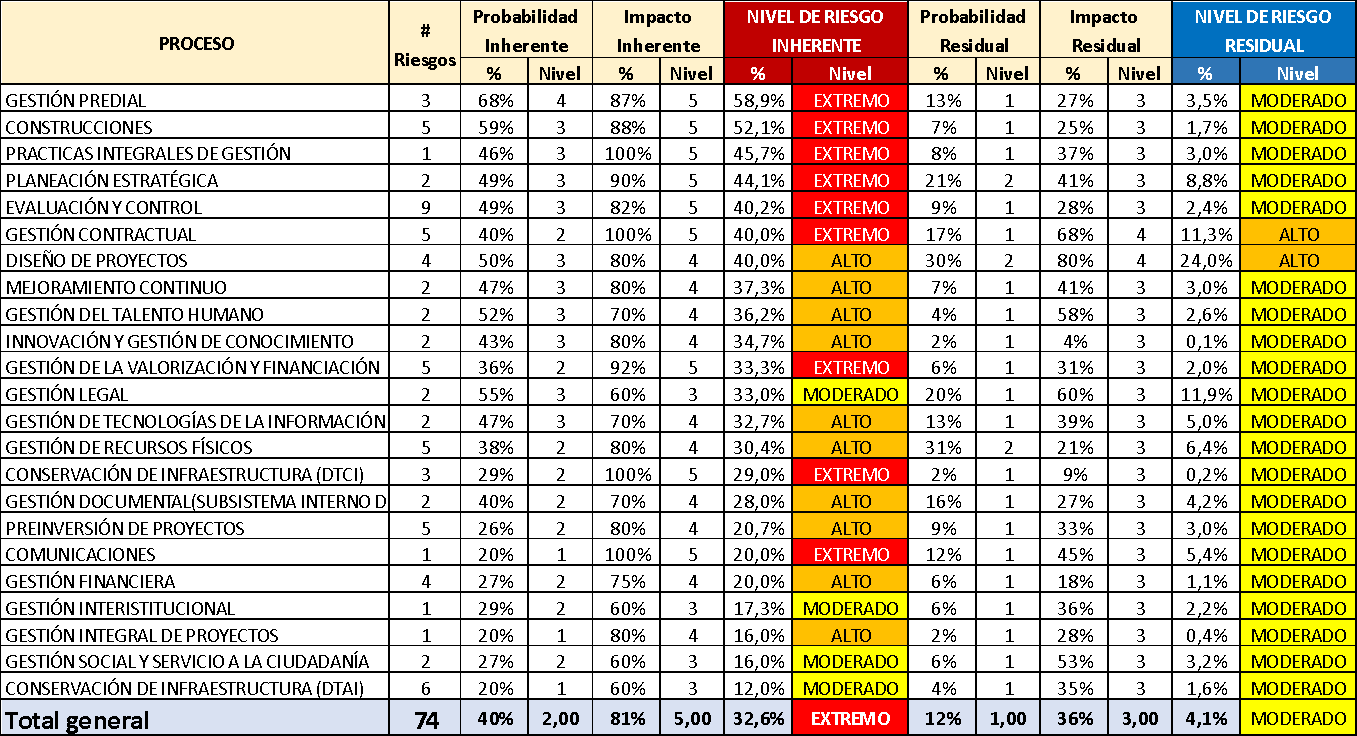 PROCESO # Riesgos Probabilidad Inherente Impacto Inherente NIVEL DE RIESGO INHERENTE Probabilidad Residual Impacto Residual NIVEL DE RIESGO RESIDUAL
% Nivel % Nivel % Nivel % Nivel % Nivel % Nivel
GESTIÓN PREDIAL 3 68% 4 87% 5 58,9% EXTREMO 13% 1 27% 3 3,5% MODERADO
CONSTRUCCIONES 5 59% 3 88% 5 52,1% EXTREMO 7% 1 25% 3 1,7% MODERADO
PRACTICAS INTEGRALES DE GESTIÓN 1 46% 3 100% 5 45,7% EXTREMO 8% 1 37% 3 3,0% MODERADO
PLANEACIÓN ESTRATÉGICA 2 49% 3 90% 5 44,1% EXTREMO 21% 2 41% 3 8,8% MODERADO
EVALUACIÓN Y CONTROL 9 49% 3 82% 5 40,2% EXTREMO 9% 1 28% 3 2,4% MODERADO
GESTIÓN CONTRACTUAL 5 40% 2 100% 5 40,0% EXTREMO 17% 1 68% 4 11,3% ALTO
DISEÑO DE PROYECTOS 4 50% 3 80% 4 40,0% ALTO 30% 2 80% 4 24,0% ALTO
MEJORAMIENTO CONTINUO 2 47% 3 80% 4 37,3% ALTO 7% 1 41% 3 3,0% MODERADO
GESTIÓN DEL TALENTO HUMANO 2 52% 3 70% 4 36,2% ALTO 4% 1 58% 3 2,6% MODERADO
INNOVACIÓN Y GESTIÓN DE CONOCIMIENTO 2 43% 3 80% 4 34,7% ALTO 2% 1 4% 3 0,1% MODERADO
GESTIÓN DE LA VALORIZACIÓN Y FINANCIACIÓN 5 36% 2 92% 5 33,3% EXTREMO 6% 1 31% 3 2,0% MODERADO
GESTIÓN LEGAL 2 55% 3 60% 3 33,0% MODERADO 20% 1 60% 3 11,9% MODERADO
GESTIÓN DE TECNOLOGÍAS DE LA INFORMACIÓN 2 47% 3 70% 4 32,7% ALTO 13% 1 39% 3 5,0% MODERADO
GESTIÓN DE RECURSOS FÍSICOS 5 38% 2 80% 4 30,4% ALTO 31% 2 21% 3 6,4% MODERADO
CONSERVACIÓN DE INFRAESTRUCTURA (DTCI) 3 29% 2 100% 5 29,0% EXTREMO 2% 1 9% 3 0,2% MODERADO
GESTIÓN DOCUMENTAL(SUBSISTEMA INTERNO D 2 40% 2 70% 4 28,0% ALTO 16% 1 27% 3 4,2% MODERADO
PREINVERSIÓN DE PROYECTOS 5 26% 2 80% 4 20,7% ALTO 9% 1 33% 3 3,0% MODERADO
COMUNICACIONES 1 20% 1 100% 5 20,0% EXTREMO 12% 1 45% 3 5,4% MODERADO
GESTIÓN FINANCIERA 4 27% 2 75% 4 20,0% ALTO 6% 1 18% 3 1,1% MODERADO
GESTIÓN INTERISTITUCIONAL 1 29% 2 60% 3 17,3% MODERADO 6% 1 36% 3 2,2% MODERADO
GESTIÓN INTEGRAL DE PROYECTOS 1 20% 1 80% 4 16,0% ALTO 2% 1 28% 3 0,4% MODERADO
GESTIÓN SOCIAL Y SERVICIO A LA CIUDADANÍA 2 27% 2 60% 3 16,0% MODERADO 6% 1 53% 3 3,2% MODERADO
CONSERVACIÓN DE INFRAESTRUCTURA (DTAI) 6 20% 1 60% 3 12,0% MODERADO 4% 1 35% 3 1,6% MODERADO
Total general 74 40% 2,00 81% 5,00 32,6% EXTREMO 12% 1,00 36% 3,00 4,1% MODERADO